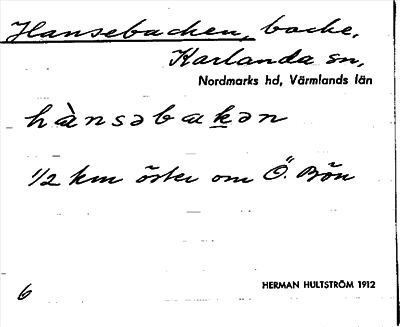 Hansebacken, backe,
Karlanda sn,
Nordmarks hd, Värmlands län
hànsəbakən
1/2 km öster om Ö. Bön
6
HERMAN HULTSTRÖM 1912